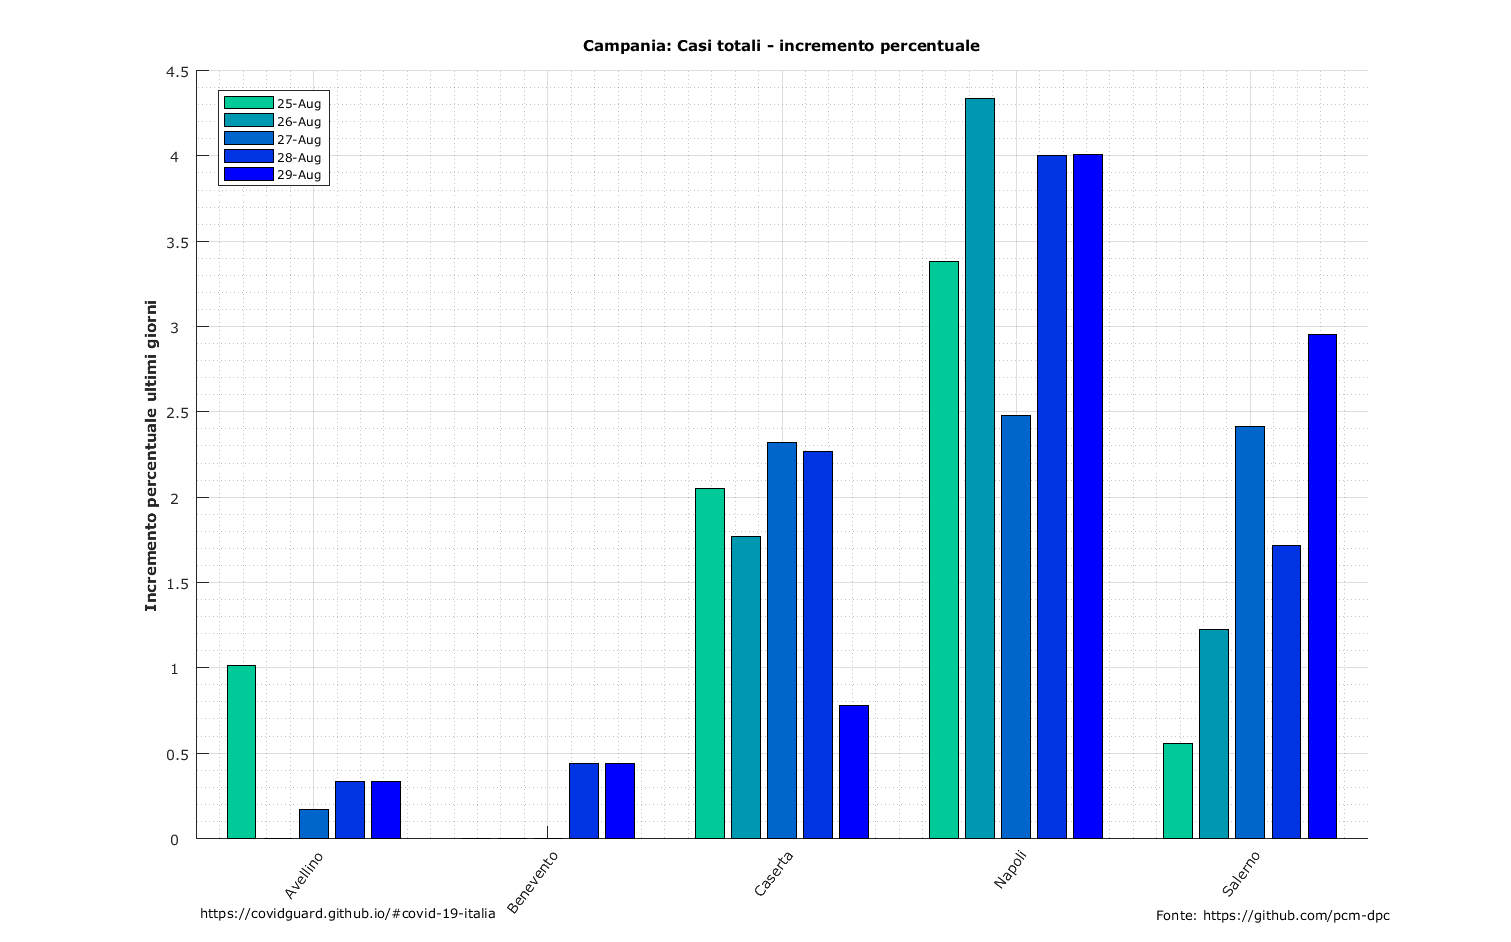 Campania: Casi totali - incremento percentuale
4.5
4
3.5
3
2.5
2
1.5
1
0.5
0
Incremento percentuale ultimi giorni
25-Aug
26-Aug
27-Aug
28-Aug
29-Aug
Avellino
Benevento
Caserta
Napoli
Salerno
https://covidguard.github.io/#covid-19-italia
Fonte: https://github.com/pcm-dpc